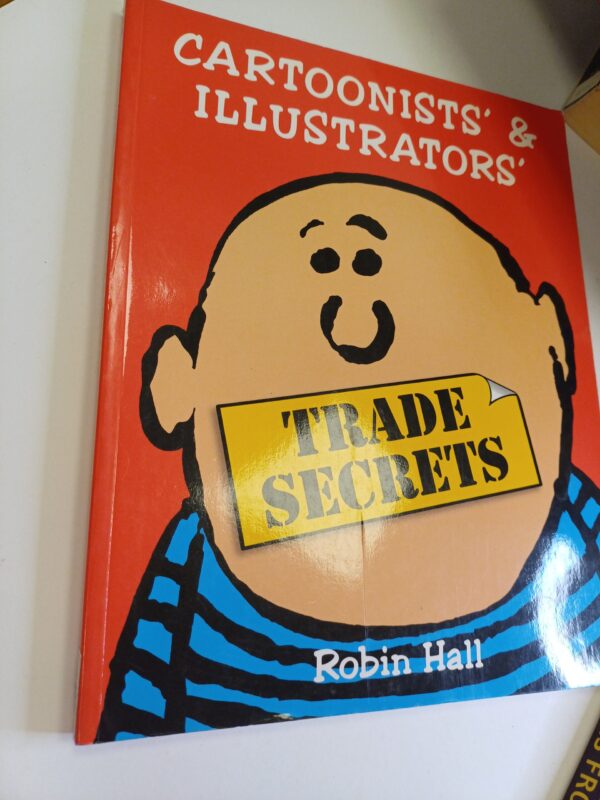 CARTOONISTS' &
ILLUSTRATORS'
TRADE
SECRETS
Robin Hall